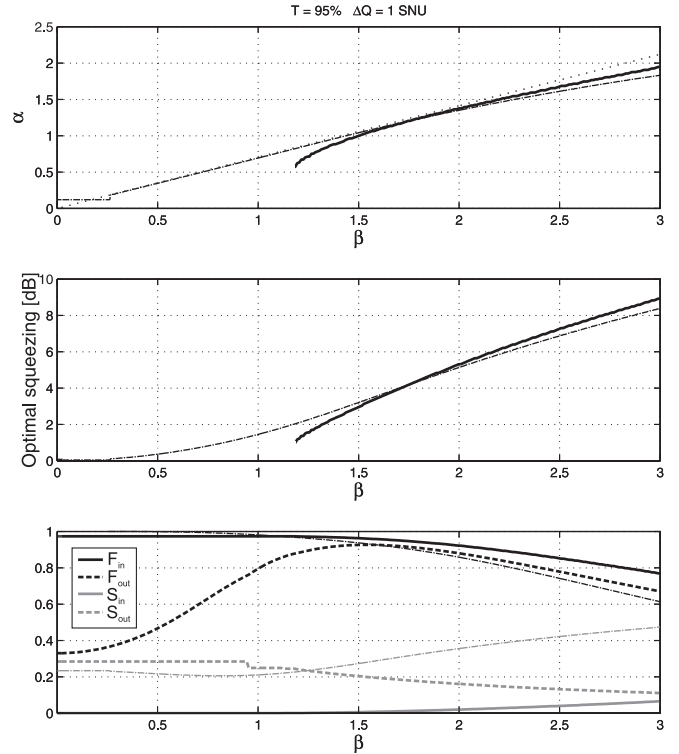 T = 95% ΔQ = 1 SNU
2.5
2
1.5
1
0.5
0
α
0 0.5 1 1.5 2 2.5 3
β
10
8
6
4
2
0
Optimal squeezing [dB]
0 0.5 1 1.5 2 2.5 3
β
1
0.8
0.6
0.4
0.2
0
F_in
F_out
S_in
S_out
0.5 1 1.5 2 2.5 3
β